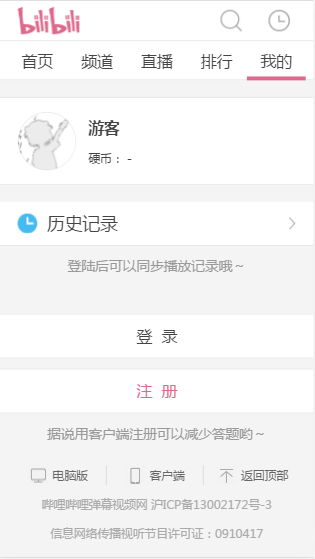 bilibili
首页 频道 直播 排行 我的
游客
硬币： -
历史记录
登陆后可以同步播放记录哦～
登 录
注 册
据说用客户端注册可以减少答题哟～
电脑版 客户端 返回顶部
哔哩哔哩弹幕视频网 沪ICP备13002172号-3
信息网络传播视听节目许可证：0910417